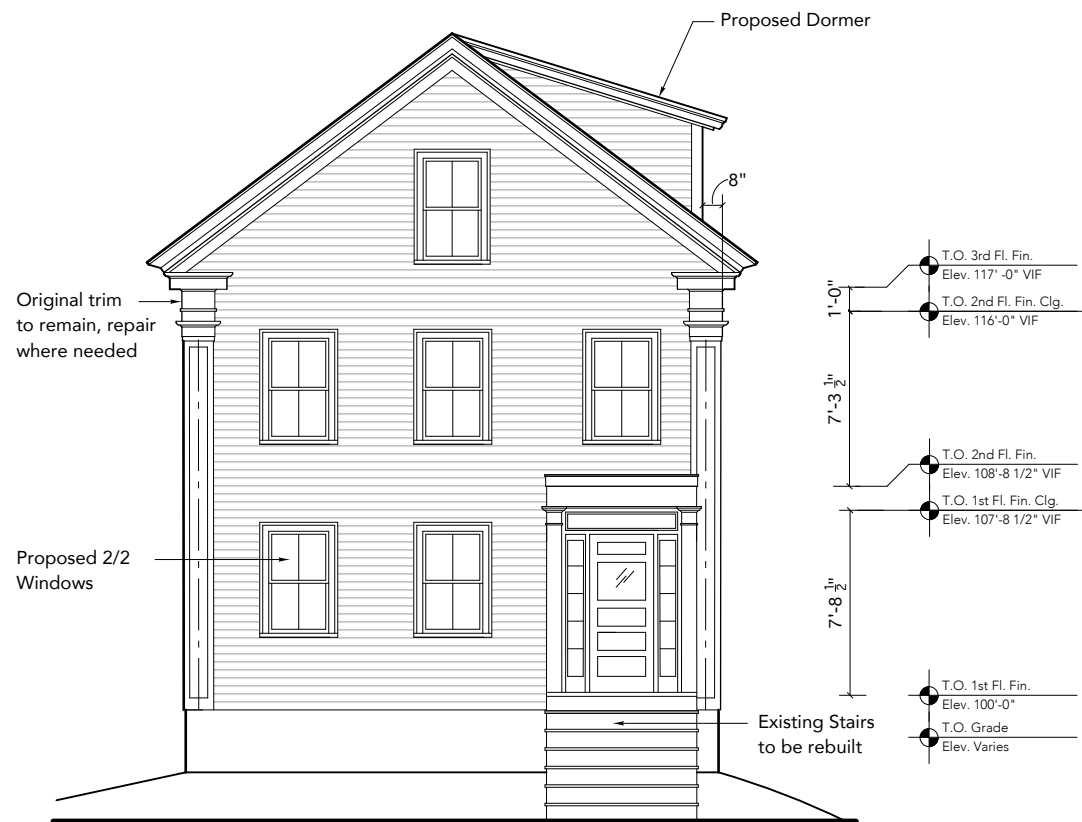 Proposed Dormer
8"
Original trim
to remain, repair
where needed
T.O. 3rd Fl. Fin.
Elev. 117' -0" VIF
1'-0"
T.O. 2nd Fl. Fin. Clg.
Elev. 116'-0" VIF
7'-3 1/2"
T.O. 2nd Fl. Fin.
Elev. 108'-8 1/2" VIF
T.O. 1st Fl. Fin. Clg.
Elev. 107'-8 1/2" VIF
Proposed 2/2
Windows
7'-8 1/2"
T.O. 1st Fl. Fin.
Elev. 100'-0"
Existing Stairs
to be rebuilt
T.O. Grade
Elev. Varies